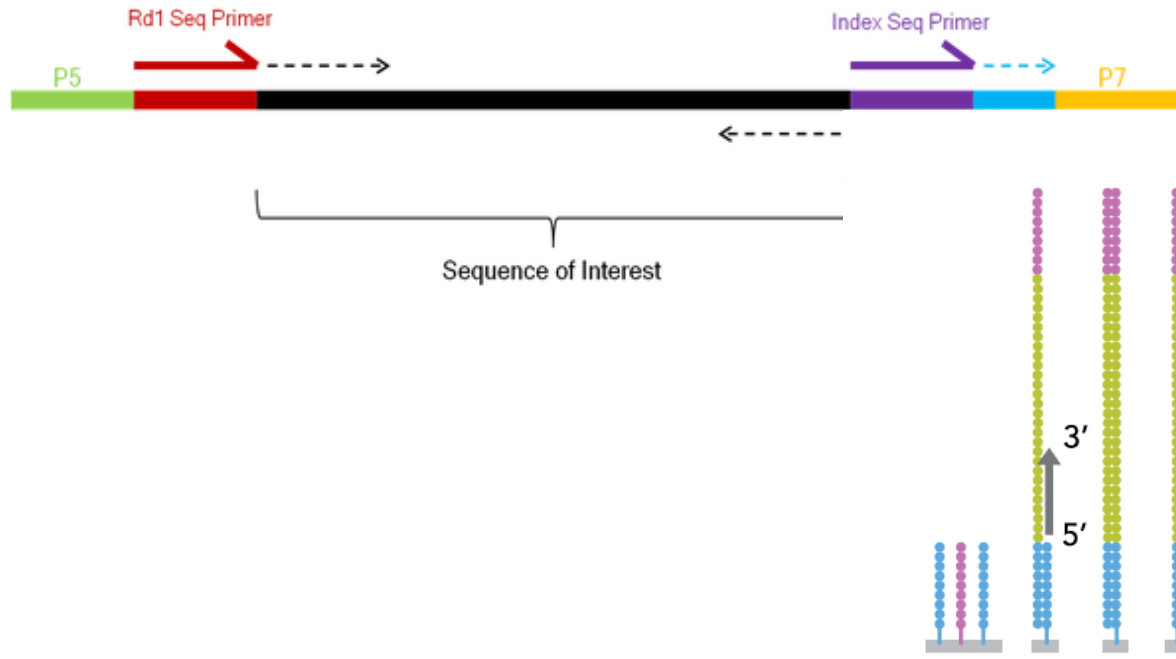 Rd1 Seq Primer
Index Seq Primer
P5
P7
Sequence of Interest
3′
5′